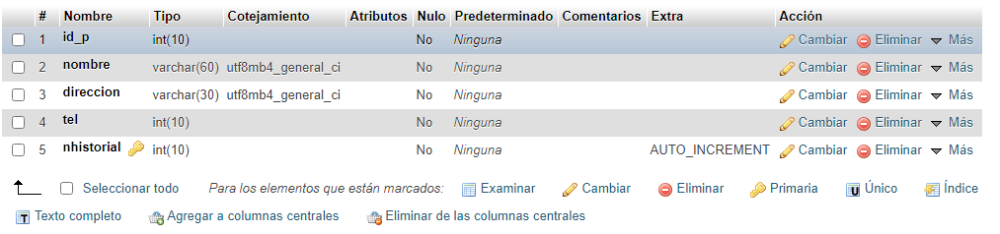 # Nombre Tipo Cotejamiento Atributos Nulo Predeterminado Comentarios Extra Acción
1 id_p int(10) No Ninguna Cambiar Eliminar Más
2 nombre varchar(60) utf8mb4_general_ci No Ninguna Cambiar Eliminar Más
3 direccion varchar(30) utf8mb4_general_ci No Ninguna Cambiar Eliminar Más
4 tel int(10) No Ninguna Cambiar Eliminar Más
5 nhistorial int(10) No Ninguna AUTO_INCREMENT Cambiar Eliminar Más
Seleccionar todo Para los elementos que están marcados: Examinar Cambiar Eliminar Primaria Único Índice
Texto completo Agregar a columnas centrales Eliminar de las columnas centrales